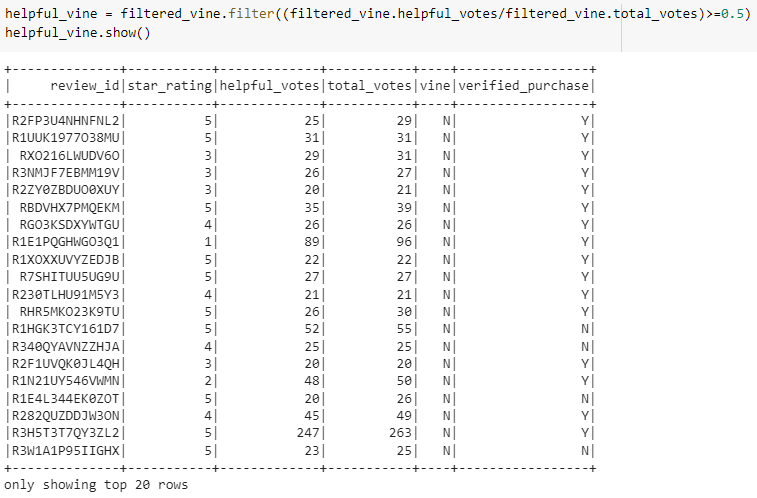 helpful_vine = filtered_vine.filter((filtered_vine.helpful_votes/filtered_vine.total_votes)>=0.5)
helpful_vine.show()
+--------------+-----------+-------------+-----------+----+-----------------+
|     review_id|star_rating|helpful_votes|total_votes|vine|verified_purchase|
+--------------+-----------+-------------+-----------+----+-----------------+
|R2FP3U4NHNFNL2|          5|           25|         29|   N|                Y|
|R1UUK1977O38MU|          5|           31|         31|   N|                Y|
| RXO216LWUDV6O|          3|           29|         31|   N|                Y|
|R3NMJF7EBMM19V|          3|           26|         27|   N|                Y|
|R2ZY0ZBDUO0XUY|          3|           20|         21|   N|                Y|
| RBDVHX7PMQEKM|          5|           35|         39|   N|                Y|
| RGO3KSDXYWTGU|          4|           26|         26|   N|                Y|
|R1E1PQGHWGO3Q1|          1|           89|         96|   N|                Y|
|R1XOXXUVYZEDJB|          5|           22|         22|   N|                Y|
| R7SHITUU5UG9U|          5|           27|         27|   N|                Y|
|R230TLHU91M5Y3|          4|           21|         21|   N|                Y|
| RHR5MKO23K9TU|          5|           26|         30|   N|                Y|
|R1HGK3TCY161D7|          5|           52|         55|   N|                N|
|R340QYAVNZZHJA|          4|           25|         25|   N|                N|
|R2F1UVQK0JL4QH|          3|           20|         20|   N|                Y|
|R1N21UY546VWMN|          2|           48|         50|   N|                Y|
|R1E4L344EK0ZOT|          5|           20|         26|   N|                N|
|R282QUZDDJW3ON|          4|           45|         49|   N|                Y|
|R3H5T3T7QY3ZL2|          5|          247|        263|   N|                Y|
|R3W1A1P95IIGHX|          5|           23|         25|   N|                N|
+--------------+-----------+-------------+-----------+----+-----------------+
only showing top 20 rows